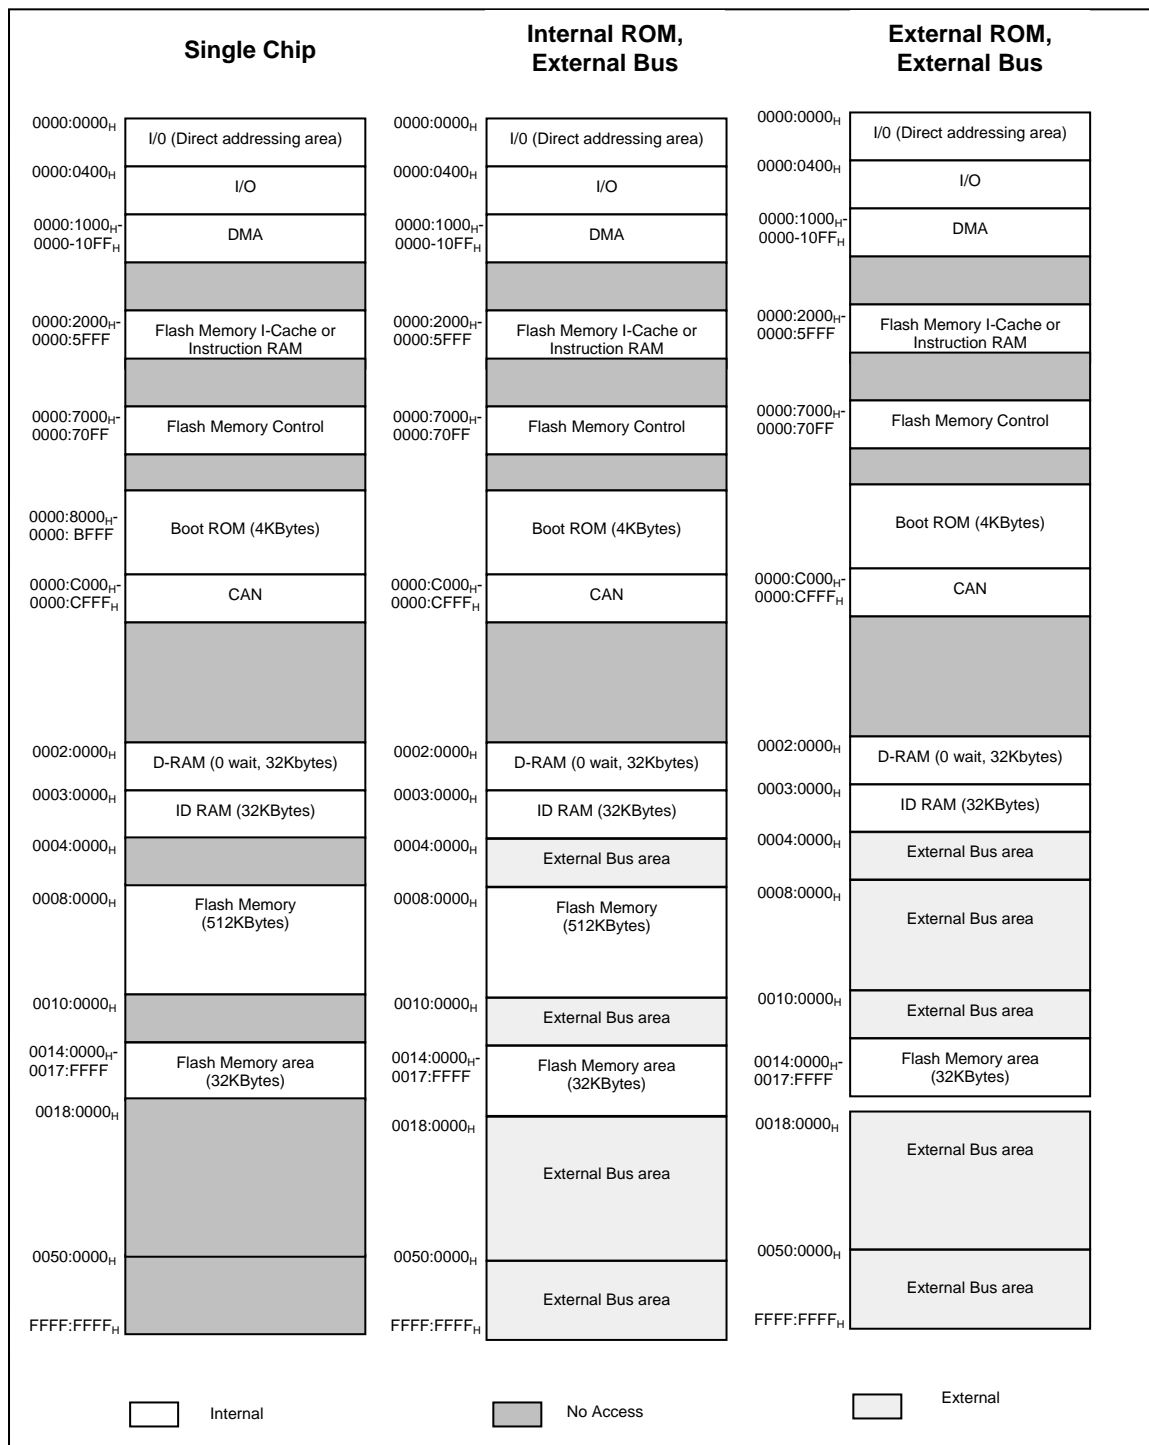 Single Chip
0000:0000H
I/0 (Direct addressing area)
0000:0400H
I/O
0000:1000H-
0000-10FFH
DMA
0000:2000H-
0000:5FFF
Flash Memory I-Cache or
Instruction RAM
0000:7000H-
0000:70FF
Flash Memory Control
0000:8000H-
0000: BFFF
Boot ROM (4KBytes)
0000:C000H-
0000:CFFFH
CAN
0002:0000H
D-RAM (0 wait, 32Kbytes)
0003:0000H
ID RAM (32KBytes)
0004:0000H
0008:0000H
Flash Memory
(512KBytes)
0010:0000H
0014:0000H-
0017:FFFF
Flash Memory area
(32KBytes)
0018:0000H
0050:0000H
FFFF:FFFFH
Internal ROM,
External Bus
0000:0000H
I/0 (Direct addressing area)
0000:0400H
I/O
0000:1000H-
0000-10FFH
DMA
0000:2000H-
0000:5FFF
Flash Memory I-Cache or
Instruction RAM
0000:7000H-
0000:70FF
Flash Memory Control
Boot ROM (4KBytes)
0000:C000H-
0000:CFFFH
CAN
0002:0000H
D-RAM (0 wait, 32Kbytes)
0003:0000H
ID RAM (32KBytes)
0004:0000H
External Bus area
0008:0000H
Flash Memory
(512KBytes)
0010:0000H
External Bus area
0014:0000H-
0017:FFFF
Flash Memory area
(32KBytes)
0018:0000H
External Bus area
0050:0000H
External Bus area
FFFF:FFFFH
External ROM,
External Bus
0000:0000H
I/0 (Direct addressing area)
0000:0400H
I/O
0000:1000H-
0000-10FFH
DMA
0000:2000H-
0000:5FFF
Flash Memory I-Cache or
Instruction RAM
0000:7000H-
0000:70FF
Flash Memory Control
Boot ROM (4KBytes)
0000:C000H-
0000:CFFFH
CAN
0002:0000H
D-RAM (0 wait, 32Kbytes)
0003:0000H
ID RAM (32KBytes)
0004:0000H
External Bus area
0008:0000H
External Bus area
0010:0000H
External Bus area
0014:0000H-
0017:FFFF
Flash Memory area
(32KBytes)
0018:0000H
External Bus area
0050:0000H
External Bus area
FFFF:FFFFH
Internal
No Access
External